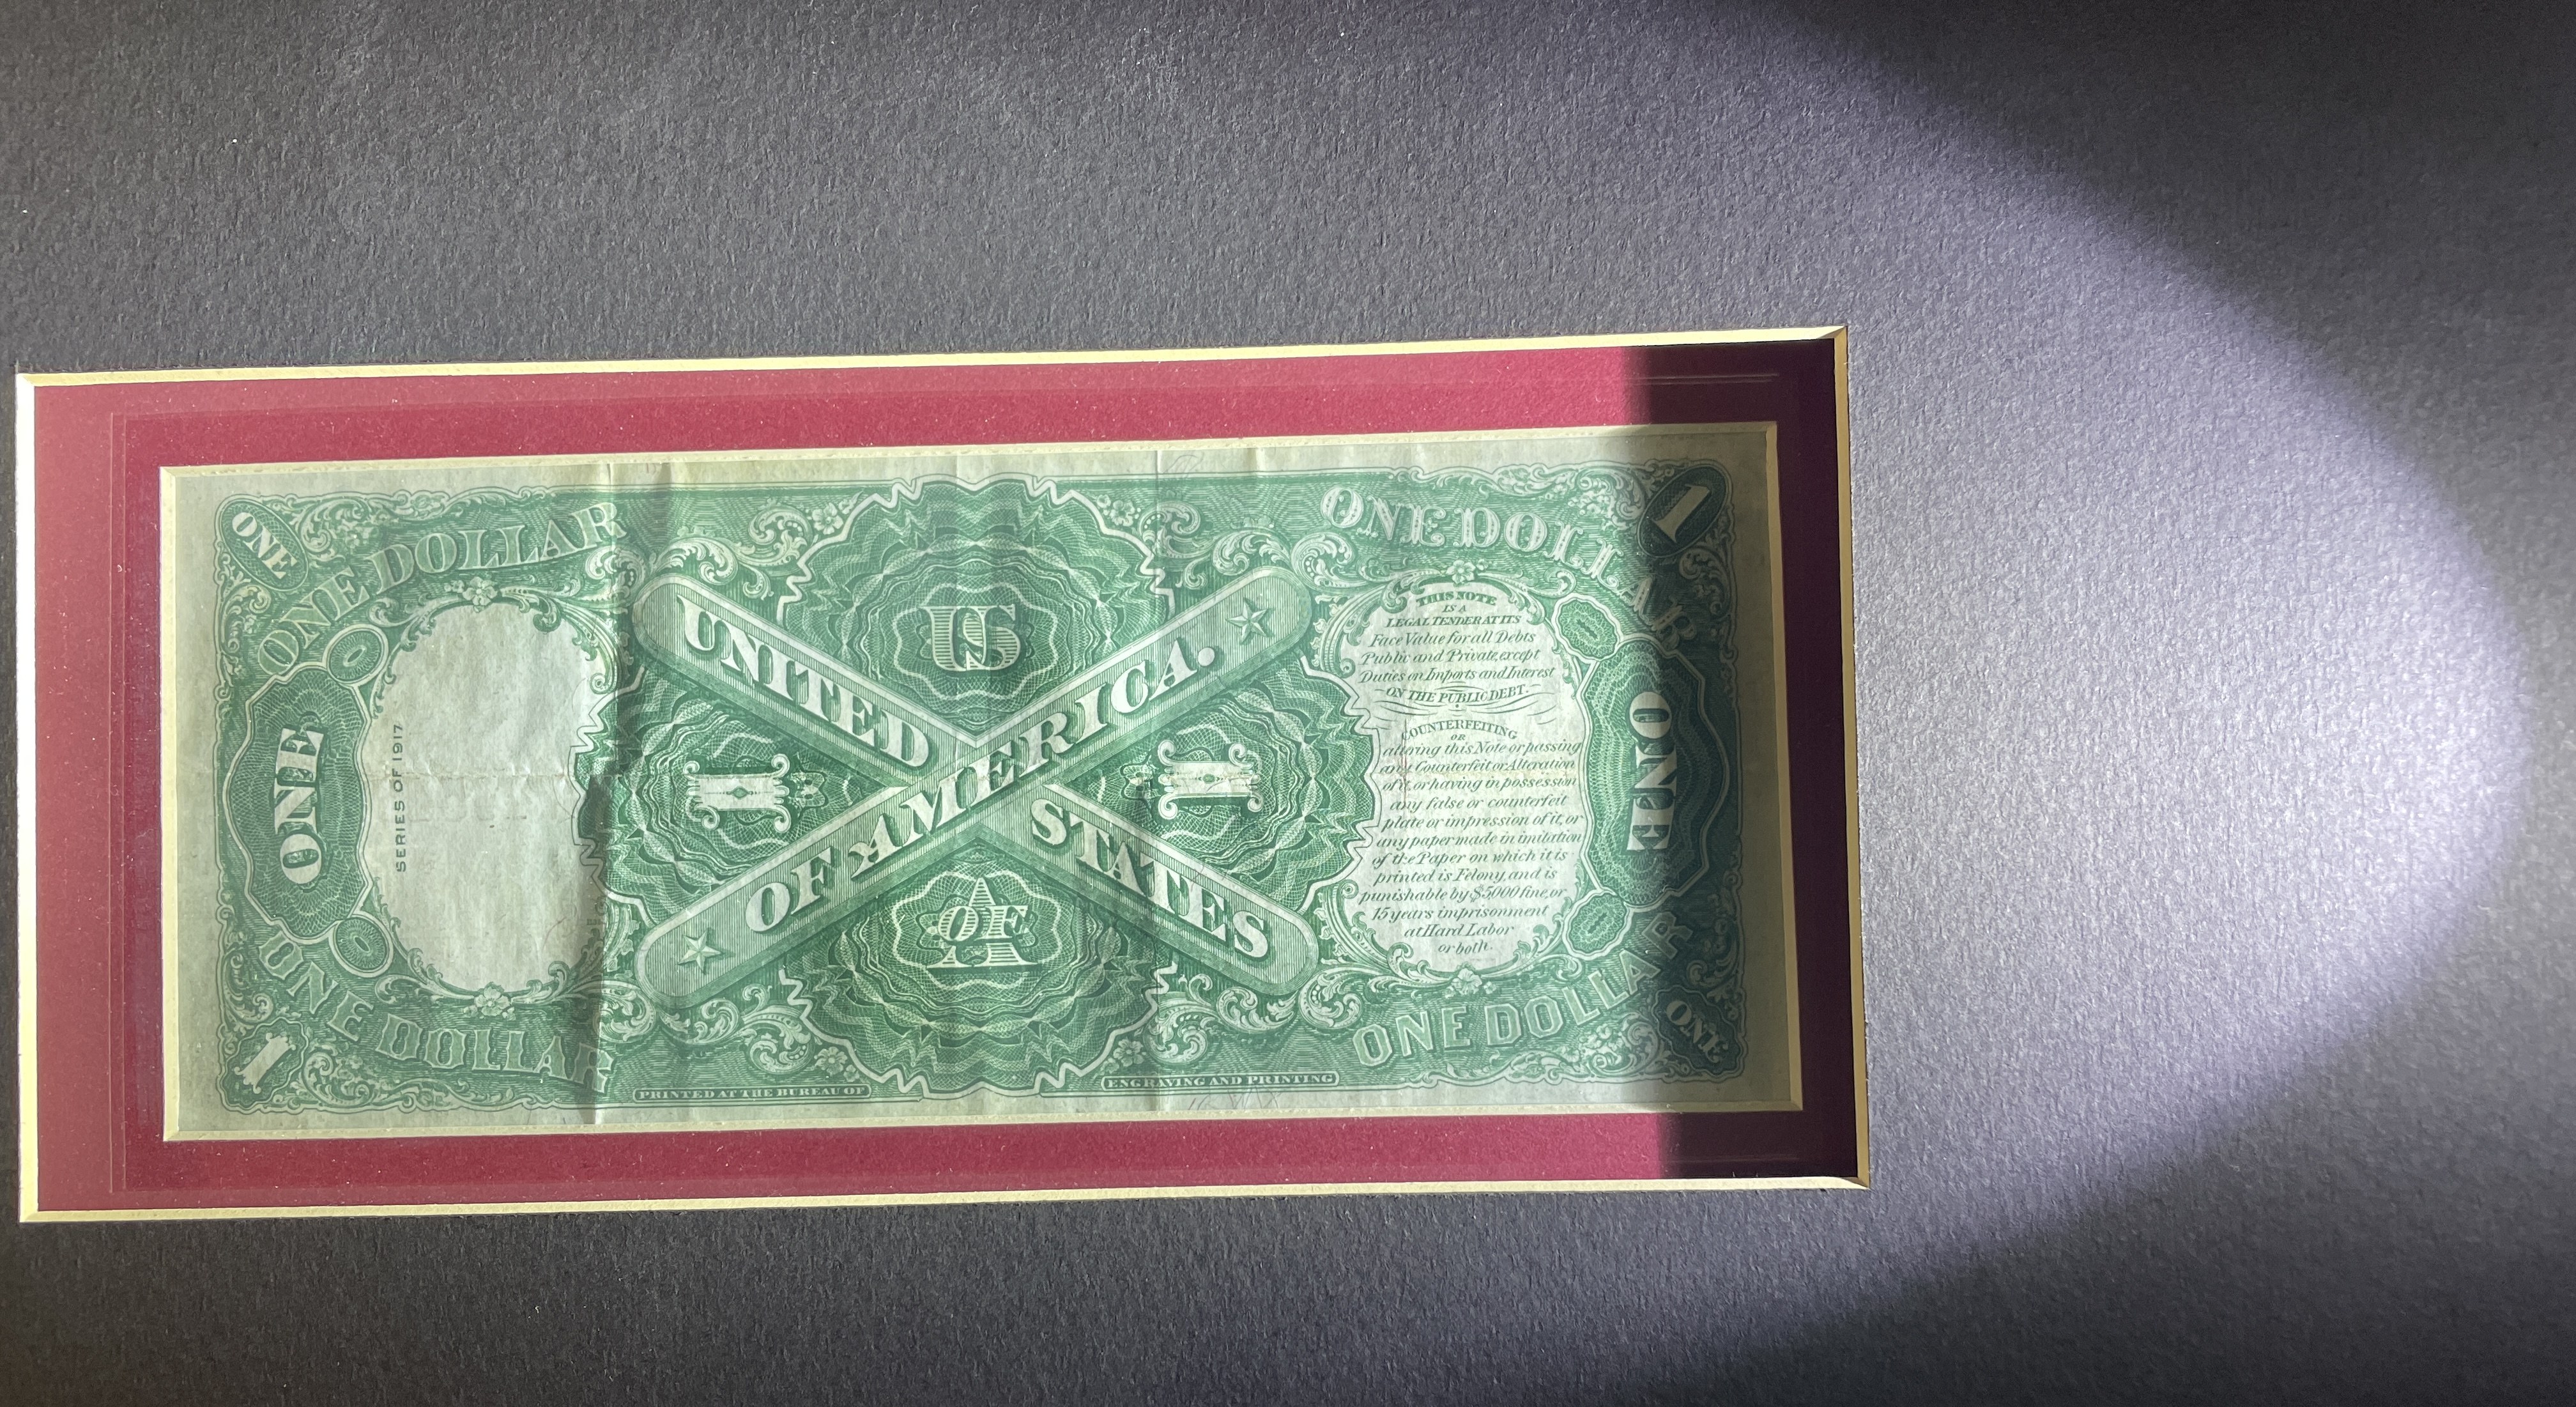 ONE
ONE DOLLAR
ONE DOLLAR
1
US
UNITED STATES
OF AMERICA.
1
1
U
S
OF
A
ONE
SERIES OF 1917
THIS NOTE
IS A
LEGAL TENDER AT ITS
Face Value for all Debts
Public and Private, except
Duties on Imports and Interest
ON THE PUBLIC DEBT.
COUNTERFEITING
OR
altering this Note or passing
any Counterfeit or Alteration
of it, or having in possession
any false or counterfeit
plate or impression of it, or
any paper made in imitation
of the Paper on which it is
printed is Felony, and is
punishable by $5000 fine, or
15 years imprisonment
at Hard Labor
or both.
ONE
1
ONE DOLLAR
PRINTED AT THE BUREAU OF
ENGRAVING AND PRINTING
ONE DOLLAR
ONE